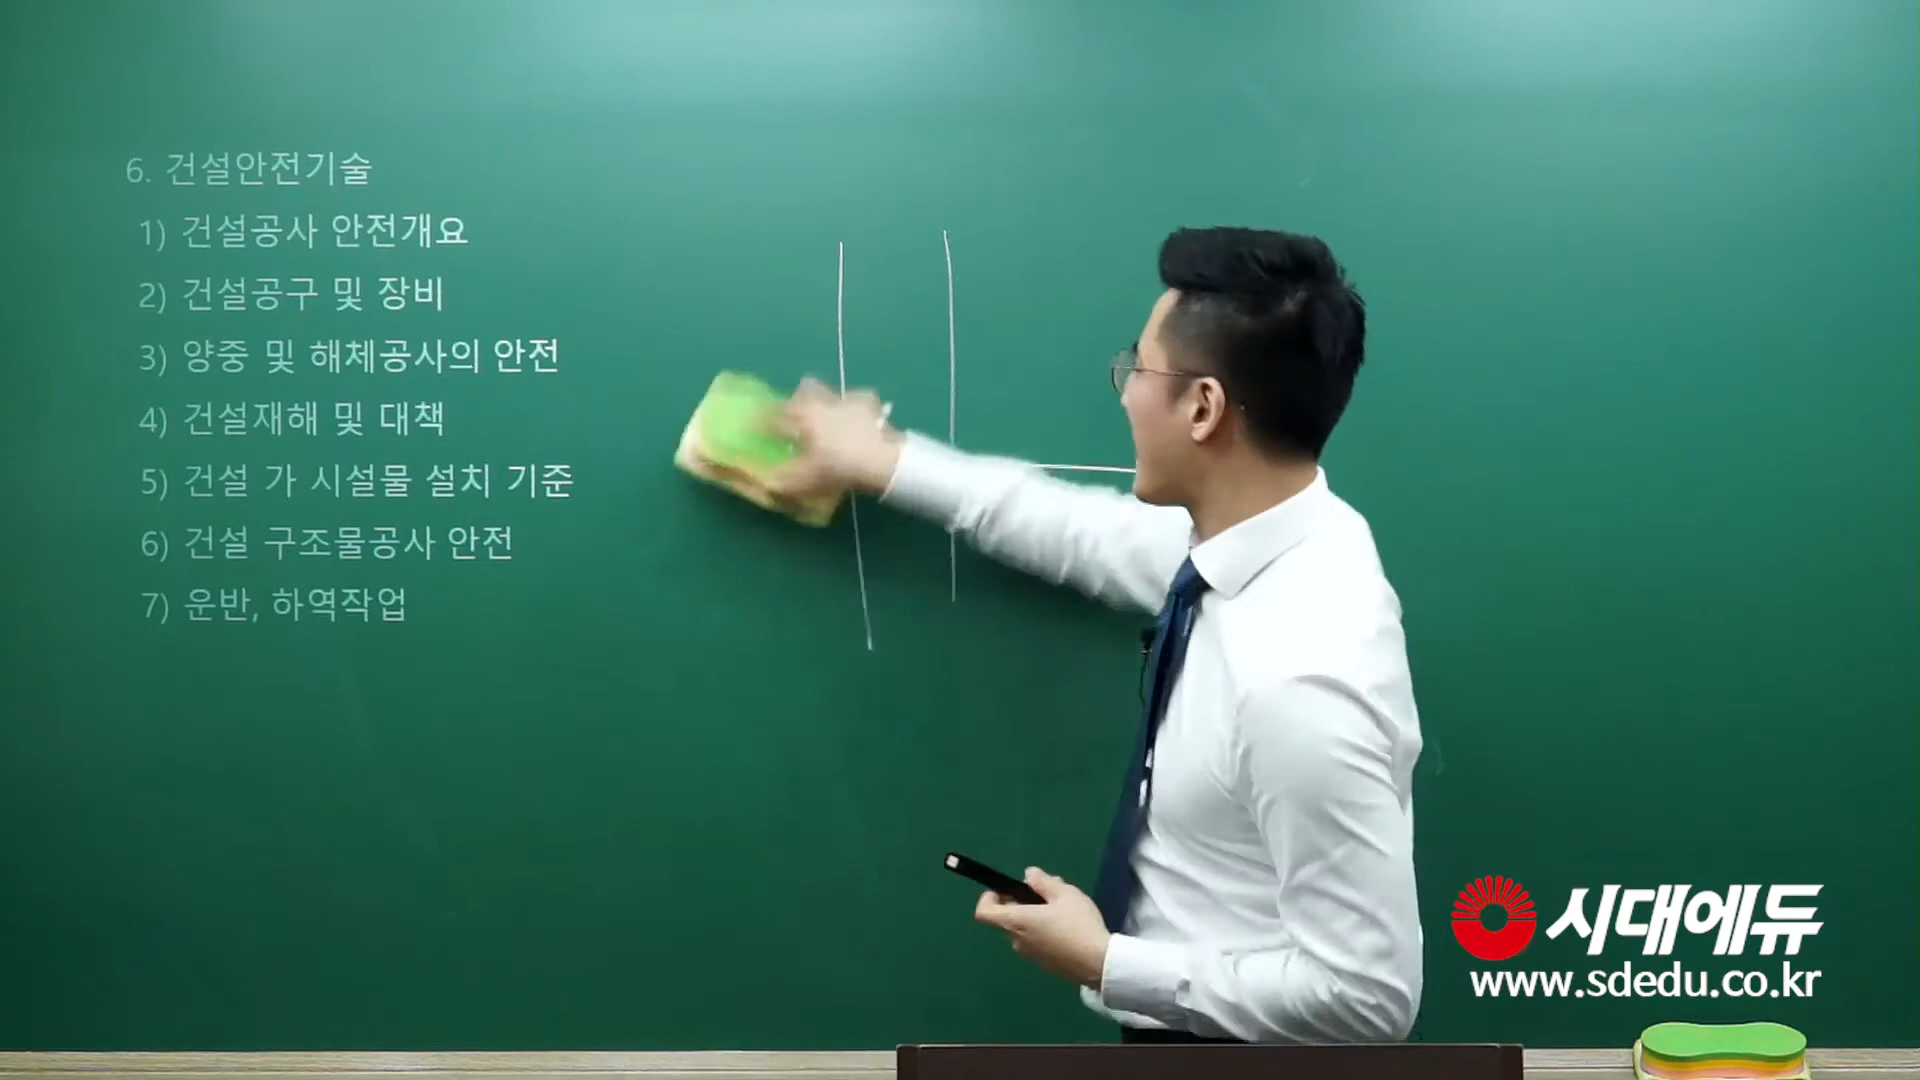 6. 건설안전기술
1) 건설공사 안전개요
2) 건설공구 및 장비
3) 양중 및 해체공사의 안전
4) 건설재해 및 대책
5) 건설 가 시설물 설치 기준
6) 건설 구조물공사 안전
7) 운반, 하역작업
시대에듀
www.sdedu.co.kr